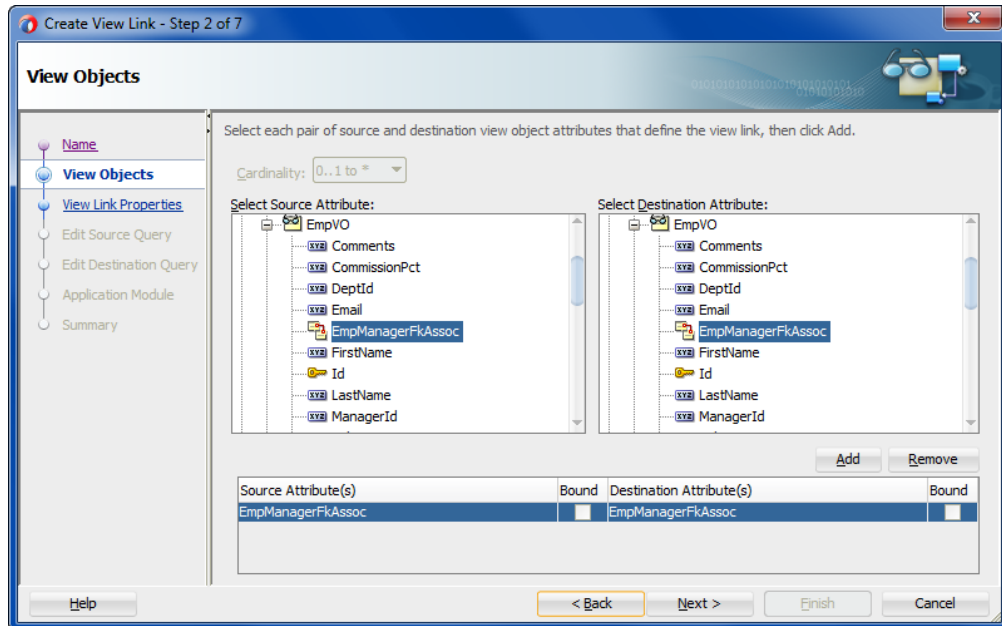 Create View Link - Step 2 of 7
View Objects
Name
View Objects
View Link Properties
Edit Source Query
Edit Destination Query
Application Module
Summary
Select each pair of source and destination view object attributes that define the view link, then click Add.
Cardinality: 0..1 to *
Select Source Attribute:
EmpVO
Comments
CommissionPct
DeptId
Email
EmpManagerFkAssoc
FirstName
Id
LastName
ManagerId
Select Destination Attribute:
EmpVO
Comments
CommissionPct
DeptId
Email
EmpManagerFkAssoc
FirstName
Id
LastName
ManagerId
Add Remove
Source Attribute(s) Bound Destination Attribute(s) Bound
EmpManagerFkAssoc EmpManagerFkAssoc
Help < Back Next > Finish Cancel